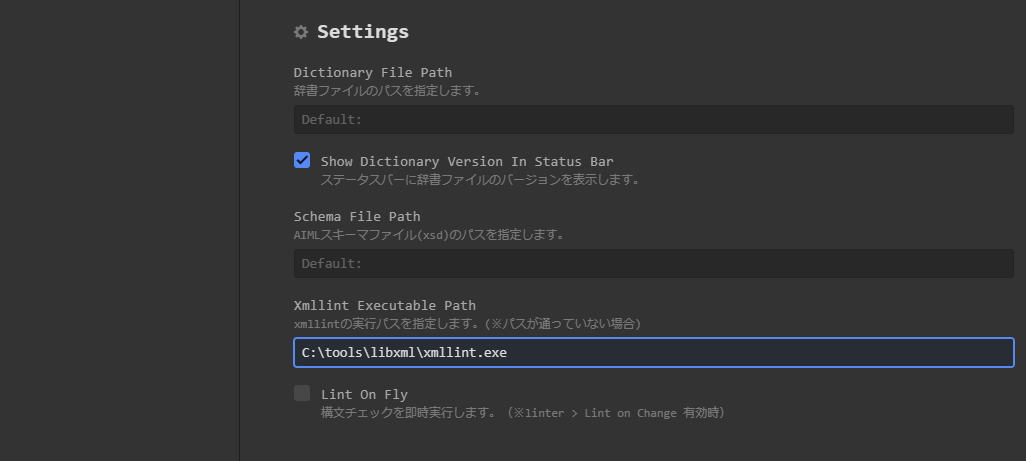 Settings
Dictionary File Path
辞書ファイルのパスを指定します。
Default:
Show Dictionary Version In Status Bar
ステータスバーに辞書ファイルのバージョンを表示します。
Schema File Path
AIMLスキーマファイル(xsd)のパスを指定します。
Default:
Xmllint Executable Path
xmllintの実行パスを指定します。(※パスが通っていない場合)
C:\tools\libxml\xmllint.exe
Lint On Fly
構文チェックを即時実行します。（※linter > Lint on Change 有効時）